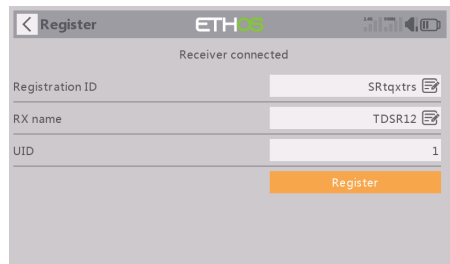 Register
ETHOS
Receiver connected
Registration ID
SRtqxtrs
RX name
TDSR12
UID
1
Register